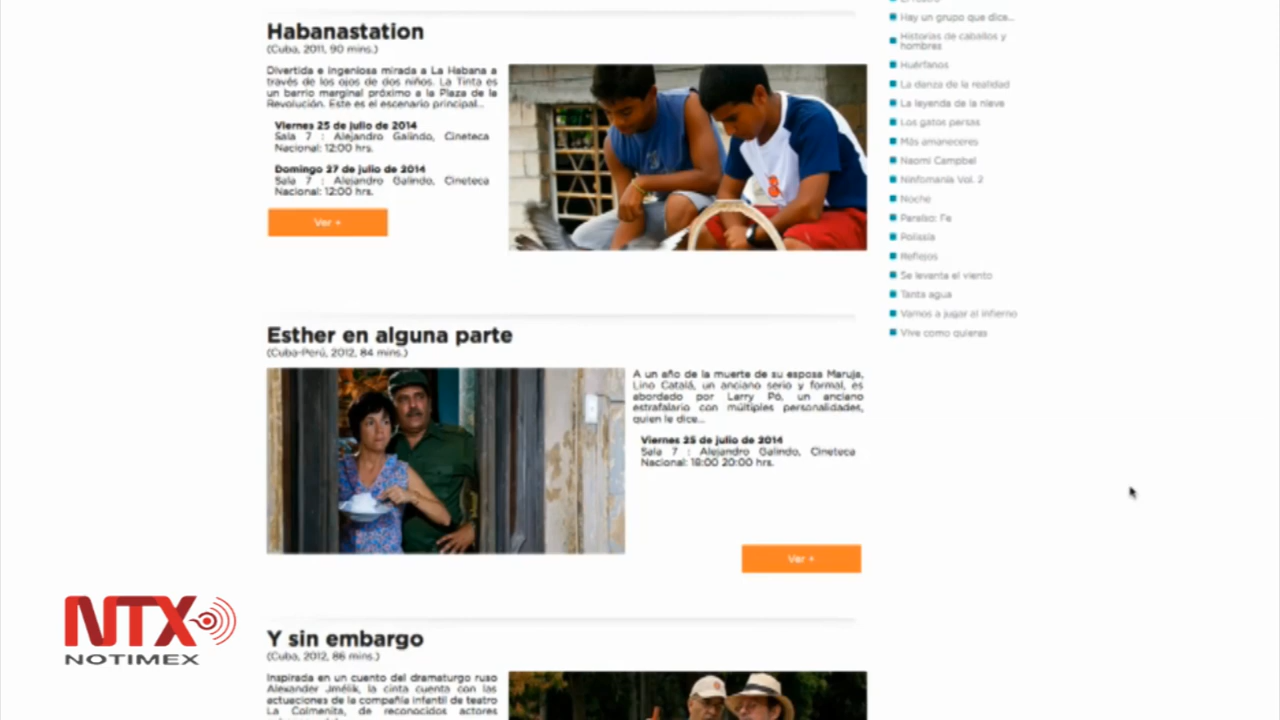 Habanastation
(Cuba, 2011, 90 mins.)
Divertida e ingeniosa mirada a La Habana a
través de los ojos de dos niños. La Tinta es
un barrio marginal próximo a la Plaza de la
Revolución. Este es el escenario principal...
Viernes 25 de julio de 2014
Sala 7 : Alejandro Galindo, Cineteca
Nacional: 12:00 hrs.
Domingo 27 de julio de 2014
Sala 7 : Alejandro Galindo, Cineteca
Nacional: 12:00 hrs.
Ver +
Esther en alguna parte
(Cuba-Perú, 2012, 84 mins.)
A un año de la muerte de su esposa Maruja,
Lino Catalá, un anciano serio y formal, es
abordado por Larry Pó, un anciano
estrafalario con múltiples personalidades,
quien le dice...
Viernes 25 de julio de 2014
Sala 7 : Alejandro Galindo, Cineteca
Nacional: 18:00 20:00 hrs.
Ver +
Y sin embargo
(Cuba, 2012, 86 mins.)
Inspirada en un cuento del dramaturgo ruso
Alexander Jmélik, la cinta cuenta con las
actuaciones de la compañía infantil de teatro
La Colmenita, de reconocidos actores
Hay un grupo que dice...
Historias de caballos y
hombres
Huérfanos
La danza de la realidad
La leyenda de la nieve
Los gatos persas
Más amaneceres
Naomi Campbel
Ninfomanía Vol. 2
Noche
Paraíso: Fe
Polissia
Reflejos
Se levanta el viento
Tanta agua
Vamos a jugar al infierno
Vive como quieras
NTX
NOTIMEX